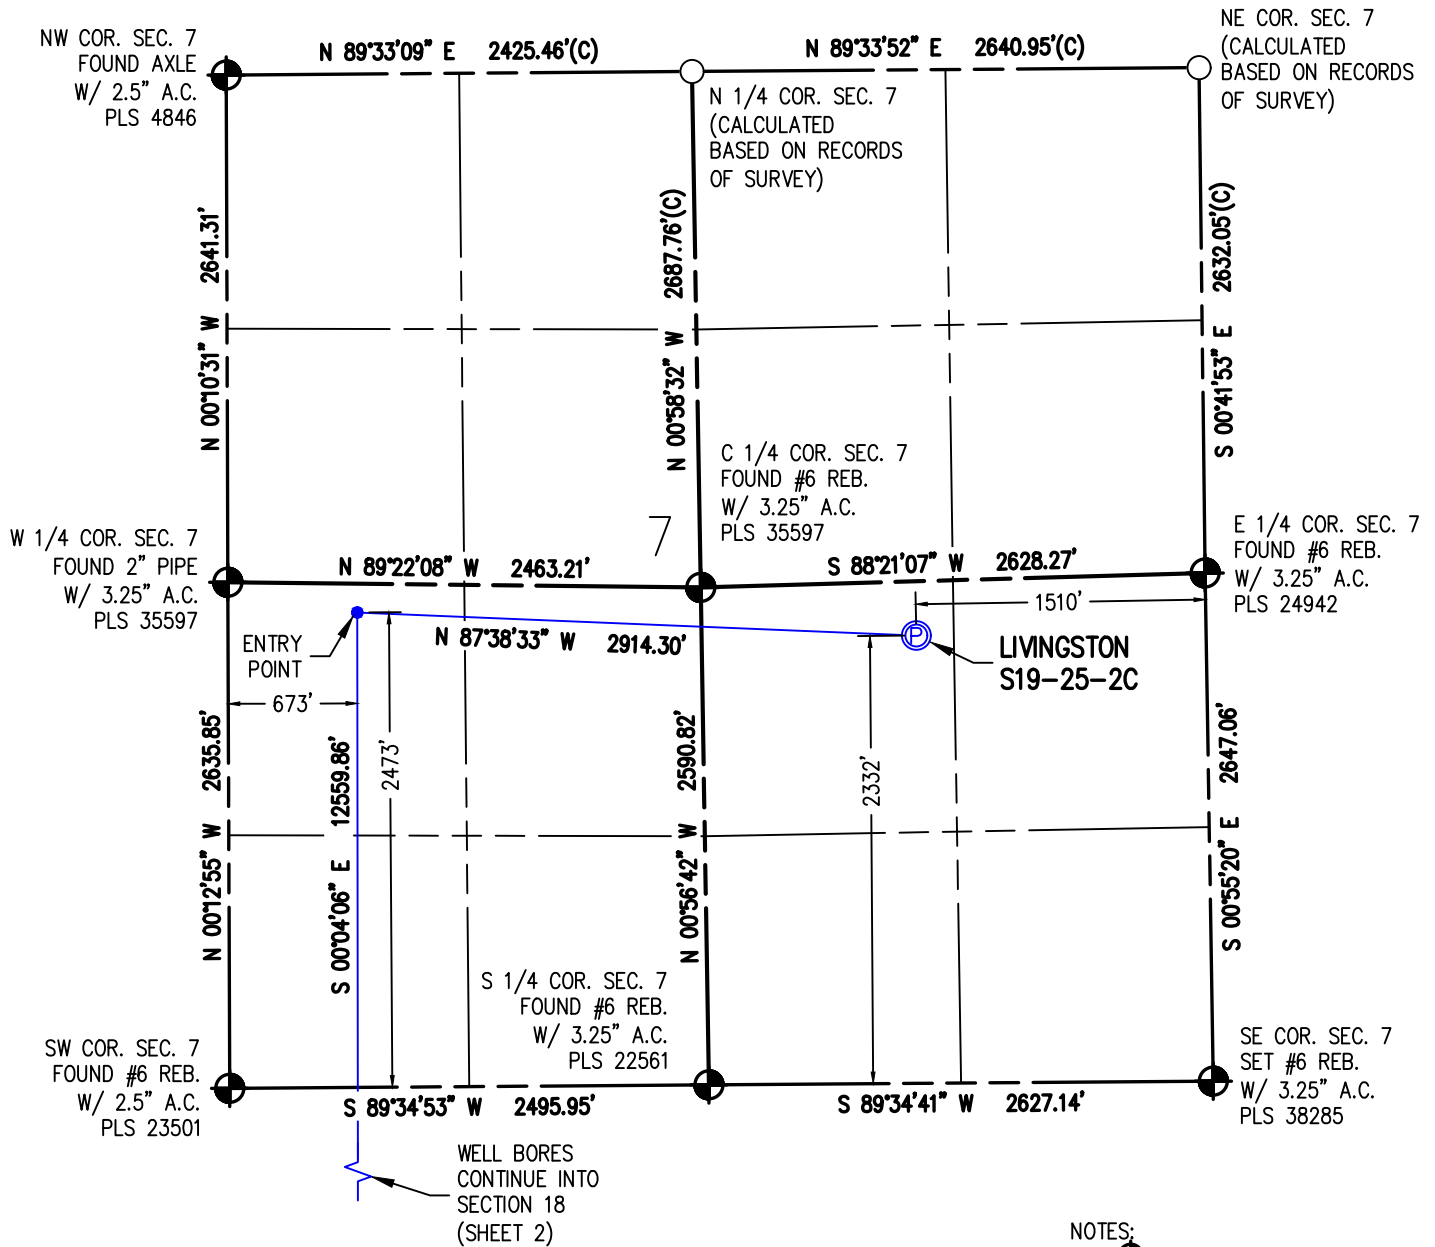 NW COR. SEC. 7
FOUND AXLE
W/ 2.5" A.C.
PLS 4846
N 89°33'09" E 2425.46'(C)
N 89°33'52" E 2640.95'(C)
NE COR. SEC. 7
(CALCULATED
BASED ON RECORDS
OF SURVEY)
N 1/4 COR. SEC. 7
(CALCULATED
BASED ON RECORDS
OF SURVEY)
N 00°10'31" W 2641.31'
N 00°58'32" W 2687.76'(C)
S 00°41'53" E 2632.05'(C)
C 1/4 COR. SEC. 7
FOUND #6 REB.
W/ 3.25" A.C.
PLS 35597
7
W 1/4 COR. SEC. 7
FOUND 2" PIPE
W/ 3.25" A.C.
PLS 35597
N 89°22'08" W 2463.21'
S 88°21'07" W 2628.27'
E 1/4 COR. SEC. 7
FOUND #6 REB.
W/ 3.25" A.C.
PLS 24942
1510'
ENTRY
POINT
N 87°38'33" W 2914.30'
P
LIVINGSTON
S19-25-2C
673'
N 00°12'55" W 2635.85'
S 00°04'06" E 12559.86'
2473'
N 00°56'42" W 2590.82'
2332'
S 00°55'20" E 2647.06'
S 1/4 COR. SEC. 7
FOUND #6 REB.
W/ 3.25" A.C.
PLS 22561
SW COR. SEC. 7
FOUND #6 REB.
W/ 2.5" A.C.
PLS 23501
S 89°34'53" W 2495.95'
S 89°34'41" W 2627.14'
SE COR. SEC. 7
SET #6 REB.
W/ 3.25" A.C.
PLS 38285
WELL BORES
CONTINUE INTO
SECTION 18
(SHEET 2)
NOTES: